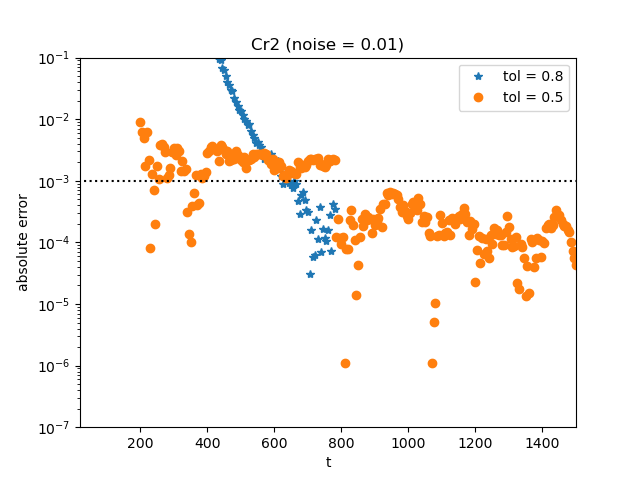 Cr2 (noise = 0.01)
10⁻¹
10⁻²
10⁻³
10⁻⁴
10⁻⁵
10⁻⁶
10⁻⁷
absolute error
tol = 0.8
tol = 0.5
200 400 600 800 1000 1200 1400
t